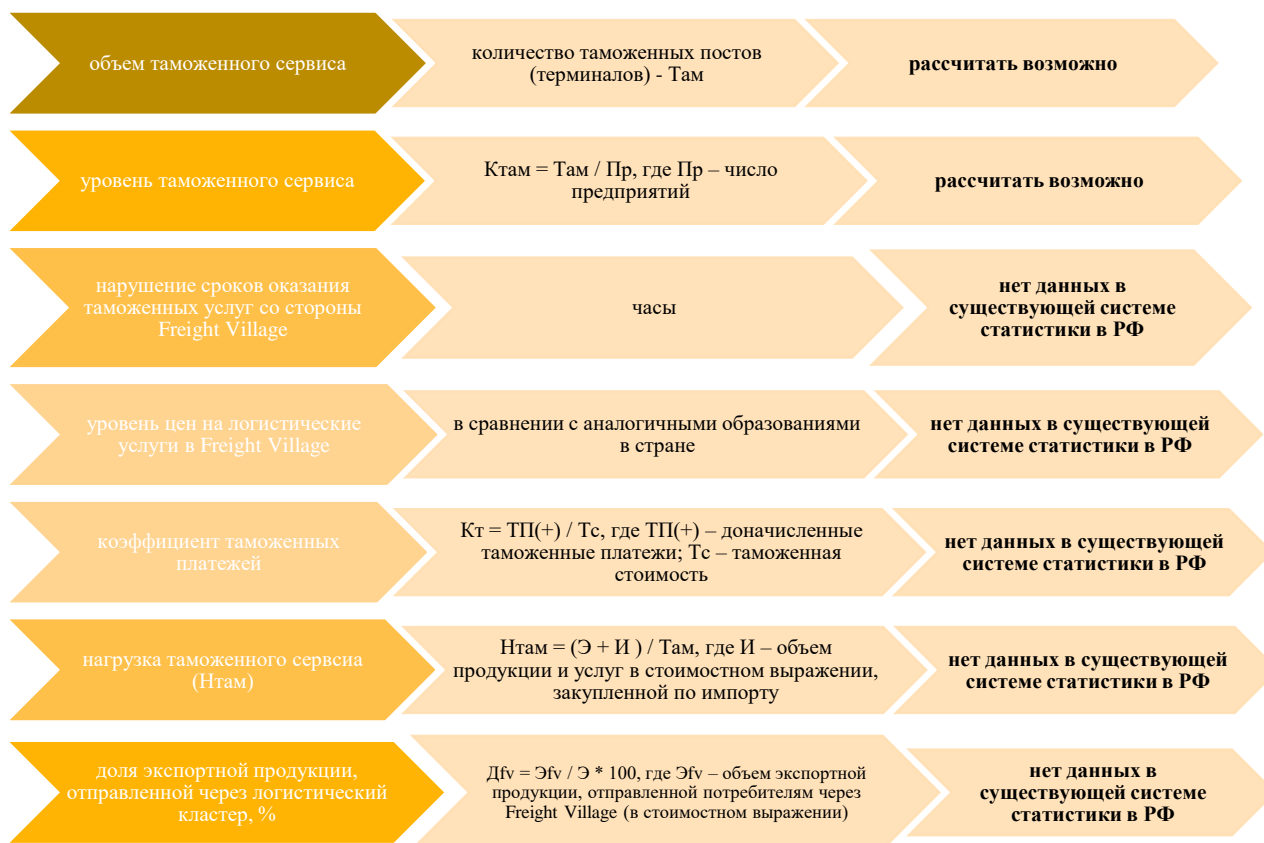 объем таможенного сервиса
количество таможенных постов
(терминалов) - Там
рассчитать возможно
уровень таможенного сервиса
Ктам = Там / Пр, где Пр – число
предприятий
рассчитать возможно
нарушение сроков оказания
таможенных услуг со стороны
Freight Village
часы
нет данных в
существующей системе
статистики в РФ
уровень цен на логистические
услуги в Freight Village
в сравнении с аналогичными образованиями
в стране
нет данных в существующей
системе статистики в РФ
коэффициент таможенных
платежей
Кт = ТП(+) / Тс, где ТП(+) – доначисленные
таможенные платежи; Тс – таможенная
стоимость
нет данных в существующей
системе статистики в РФ
нагрузка таможенного сервсиа
(Нтам)
Нтам = (Э + И ) / Там, где И – объем
продукции и услуг в стоимостном выражении,
закупленной по импорту
нет данных в существующей
системе статистики в РФ
доля экспортной продукции,
отправленной через логистический
кластер, %
Дfv = Эfv / Э * 100, где Эfv – объем экспортной
продукции, отправленной потребителям через
Freight Village (в стоимостном выражении)
нет данных в
существующей системе
статистики в РФ